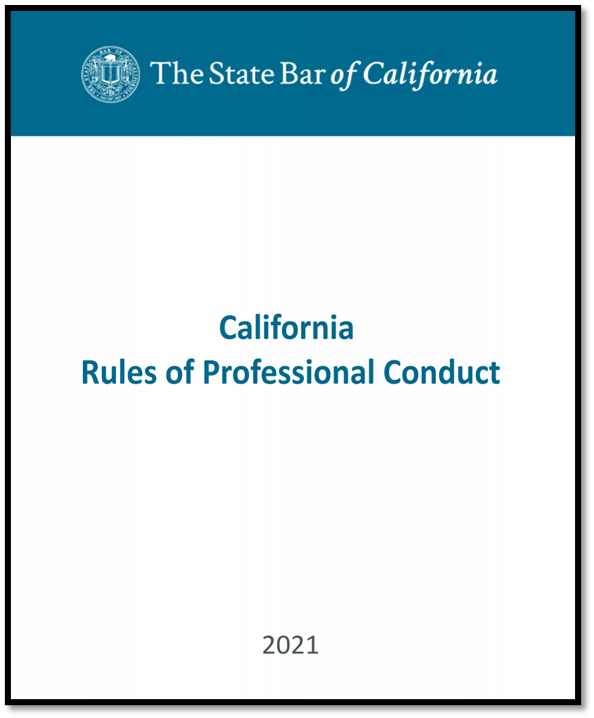 The State Bar of California
California
Rules of Professional Conduct
2021